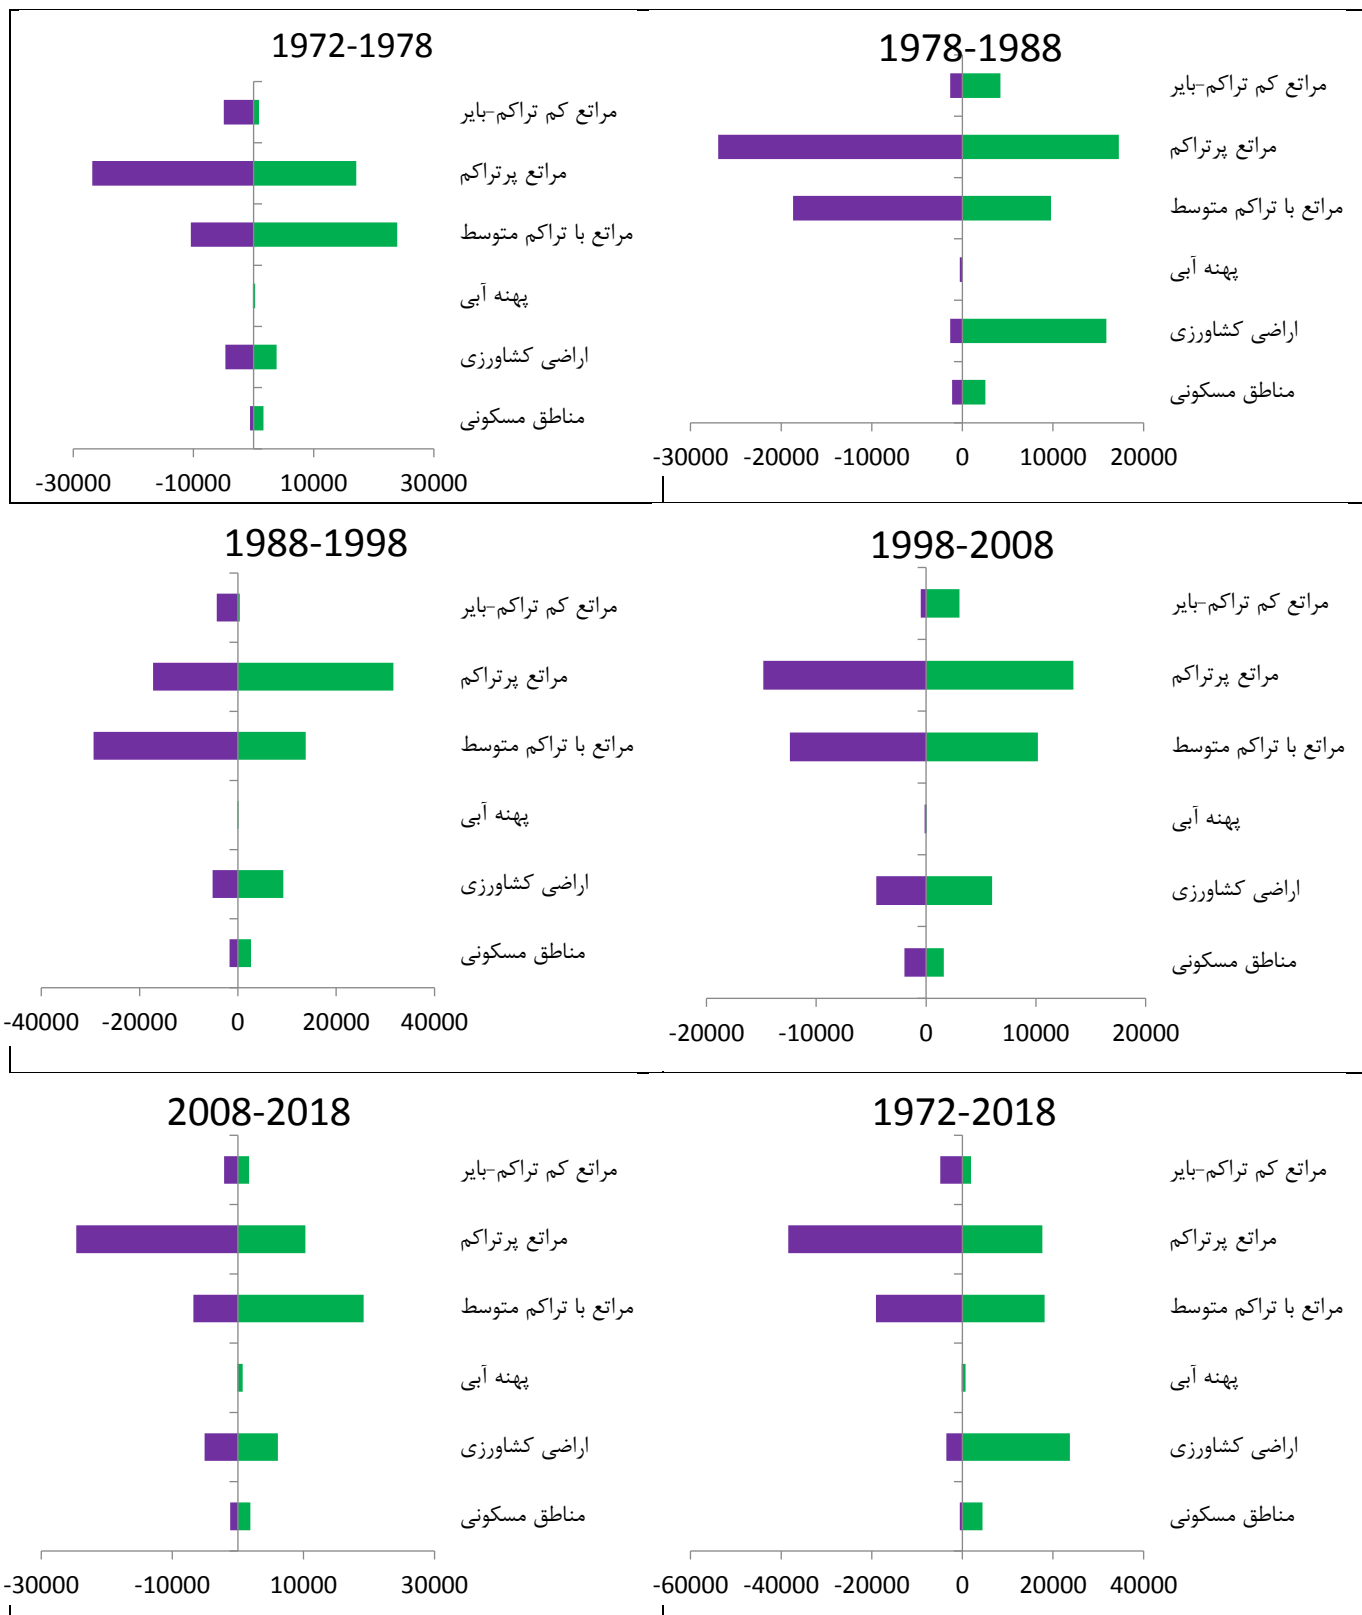 1972-1978
مراتع کم تراکم-بایر
مراتع پرتراکم
مراتع با تراکم متوسط
پهنه آبی
اراضی کشاورزی
مناطق مسکونی
-30000 -10000 10000 30000
1978-1988
مراتع کم تراکم-بایر
مراتع پرتراکم
مراتع با تراکم متوسط
پهنه آبی
اراضی کشاورزی
مناطق مسکونی
-30000 -20000 -10000 0 10000 20000
1988-1998
مراتع کم تراکم-بایر
مراتع پرتراکم
مراتع با تراکم متوسط
پهنه آبی
اراضی کشاورزی
مناطق مسکونی
-40000 -20000 0 20000 40000
1998-2008
مراتع کم تراکم-بایر
مراتع پرتراکم
مراتع با تراکم متوسط
پهنه آبی
اراضی کشاورزی
مناطق مسکونی
-20000 -10000 0 10000 20000
2008-2018
مراتع کم تراکم-بایر
مراتع پرتراکم
مراتع با تراکم متوسط
پهنه آبی
اراضی کشاورزی
مناطق مسکونی
-30000 -10000 10000 30000
1972-2018
مراتع کم تراکم-بایر
مراتع پرتراکم
مراتع با تراکم متوسط
پهنه آبی
اراضی کشاورزی
مناطق مسکونی
-60000 -40000 -20000 0 20000 40000